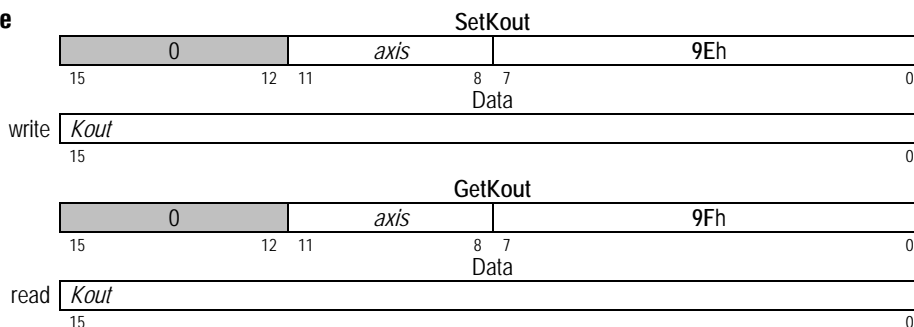 e SetKout
0 axis 9Eh
15 12 11 8 7 0
Data
write Kout
15 0
GetKout
0 axis 9Fh
15 12 11 8 7 0
Data
read Kout
15 0